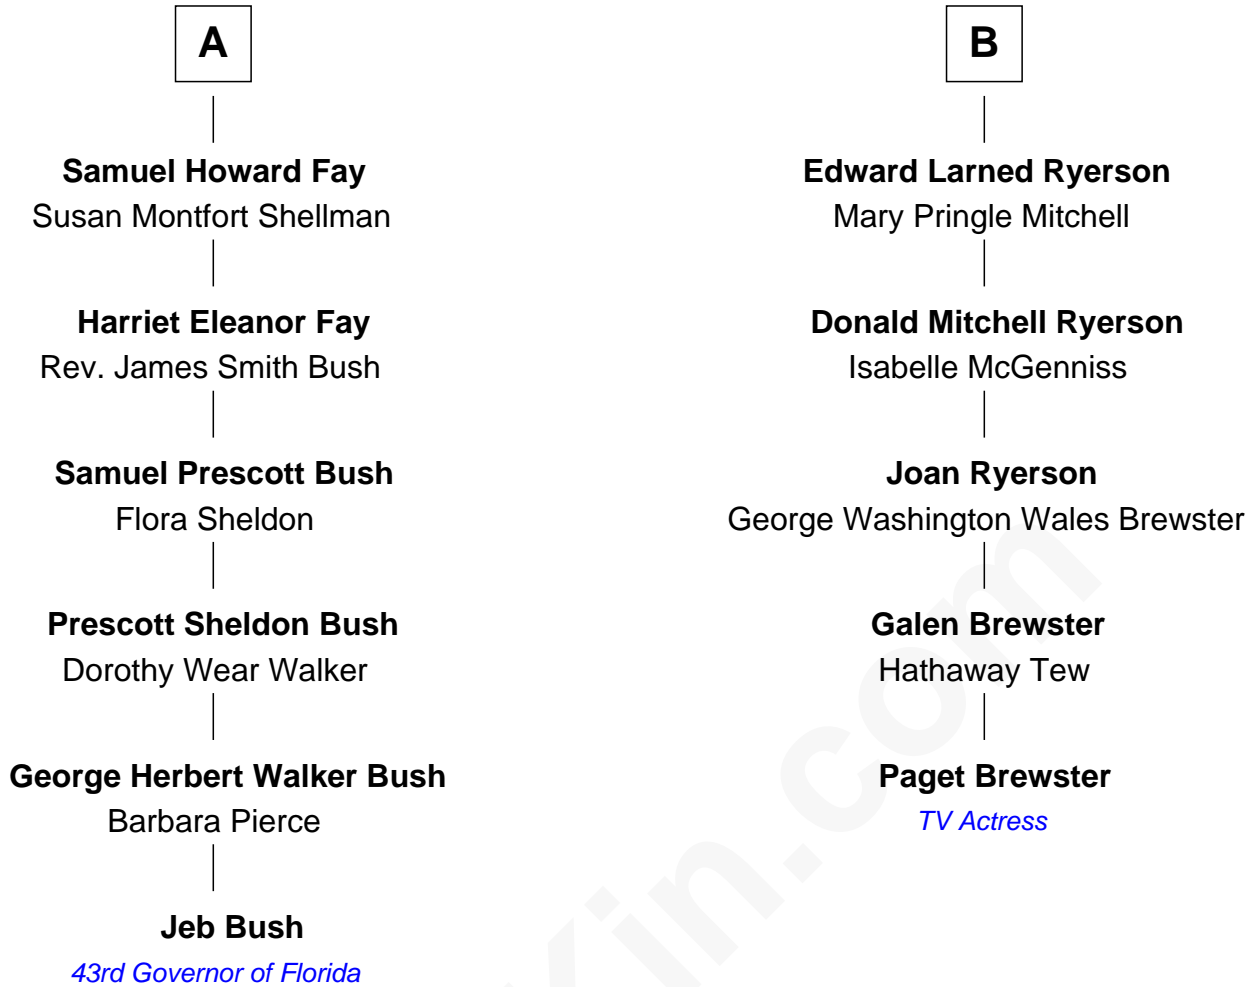 A
Samuel Howard Fay
Susan Montfort Shellman
Harriet Eleanor Fay
Rev. James Smith Bush
Samuel Prescott Bush
Flora Sheldon
Prescott Sheldon Bush
Dorothy Wear Walker
George Herbert Walker Bush
Barbara Pierce
Jeb Bush
43rd Governor of Florida
B
Edward Larned Ryerson
Mary Pringle Mitchell
Donald Mitchell Ryerson
Isabelle McGenniss
Joan Ryerson
George Washington Wales Brewster
Galen Brewster
Hathaway Tew
Paget Brewster
TV Actress
Kin.com